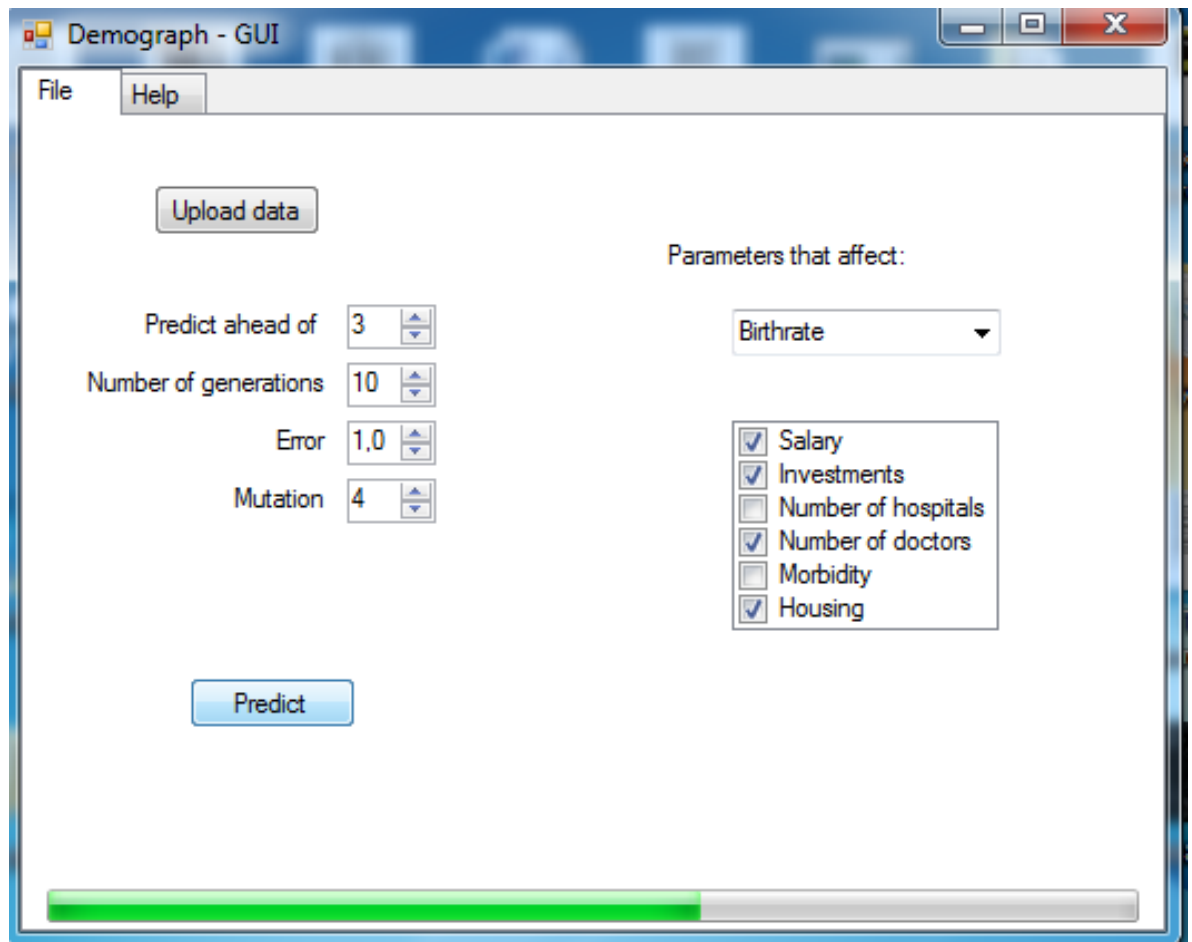 Demograph - GUI
File
Help
Upload data
Predict ahead of 3
Number of generations 10
Error 1,0
Mutation 4
Predict
Parameters that affect:
Birthrate
Salary
Investments
Number of hospitals
Number of doctors
Morbidity
Housing